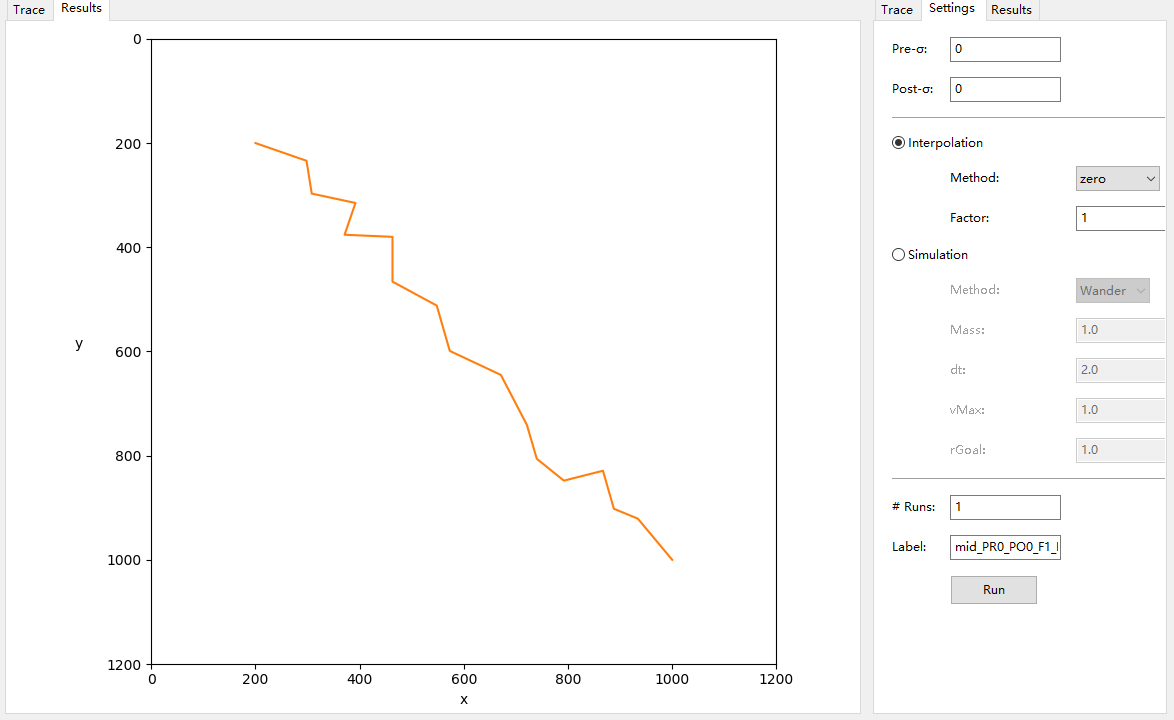 Trace Results
0
200
400
600
800
1000
1200
y
0 200 400 600 800 1000 1200
x
Trace Settings Results
Pre-σ: 0
Post-σ: 0
Interpolation
Method: zero
Factor: 1
Simulation
Method: Wander
Mass: 1.0
dt: 2.0
vMax: 1.0
rGoal: 1.0
# Runs: 1
Label: mid_PR0_PO0_F1_
Run